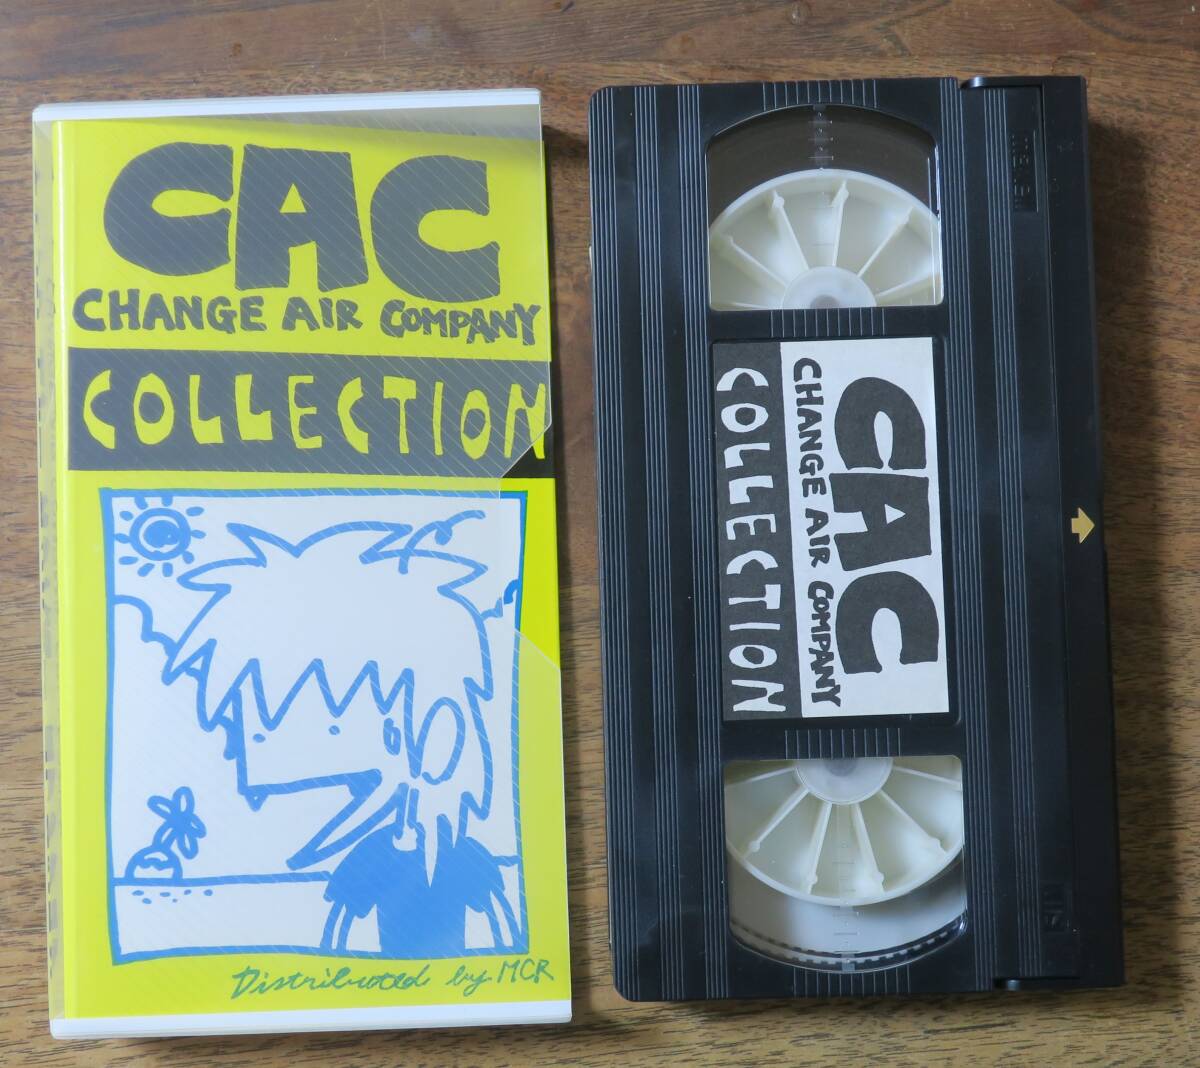 CAC
CHANGE AIR COMPANY
COLLECTION
Distributed by MCR
CAC
CHANGE AIR COMPANY
COLLECTION